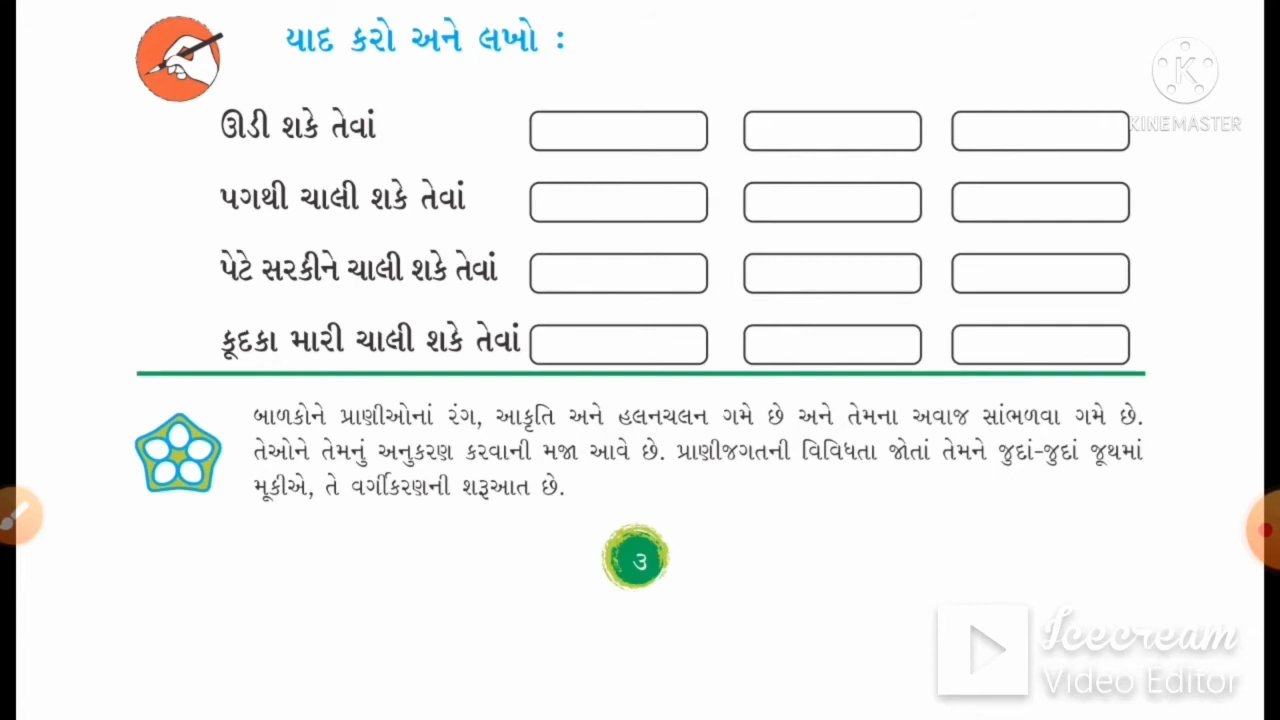 યાદ કરો અને લખો :
ઊડી શકે તેવાં
પગથી ચાલી શકે તેવાં
પેટે સરકીને ચાલી શકે તેવાં
કૂદકા મારી ચાલી શકે તેવાં
બાળકોને પ્રાણીઓનાં રંગ, આકૃતિ અને હલનચલન ગમે છે અને તેમના અવાજ સાંભળવા ગમે છે.
તેઓને તેમનું અનુકરણ કરવાની મજા આવે છે. પ્રાણીજગતની વિવિધતા જોતાં તેમને જુદાં-જુદાં જૂથમાં
મૂકીએ, તે વર્ગીકરણની શરૂઆત છે.
૩
K
KINEMASTER
Icecream
Video Editor